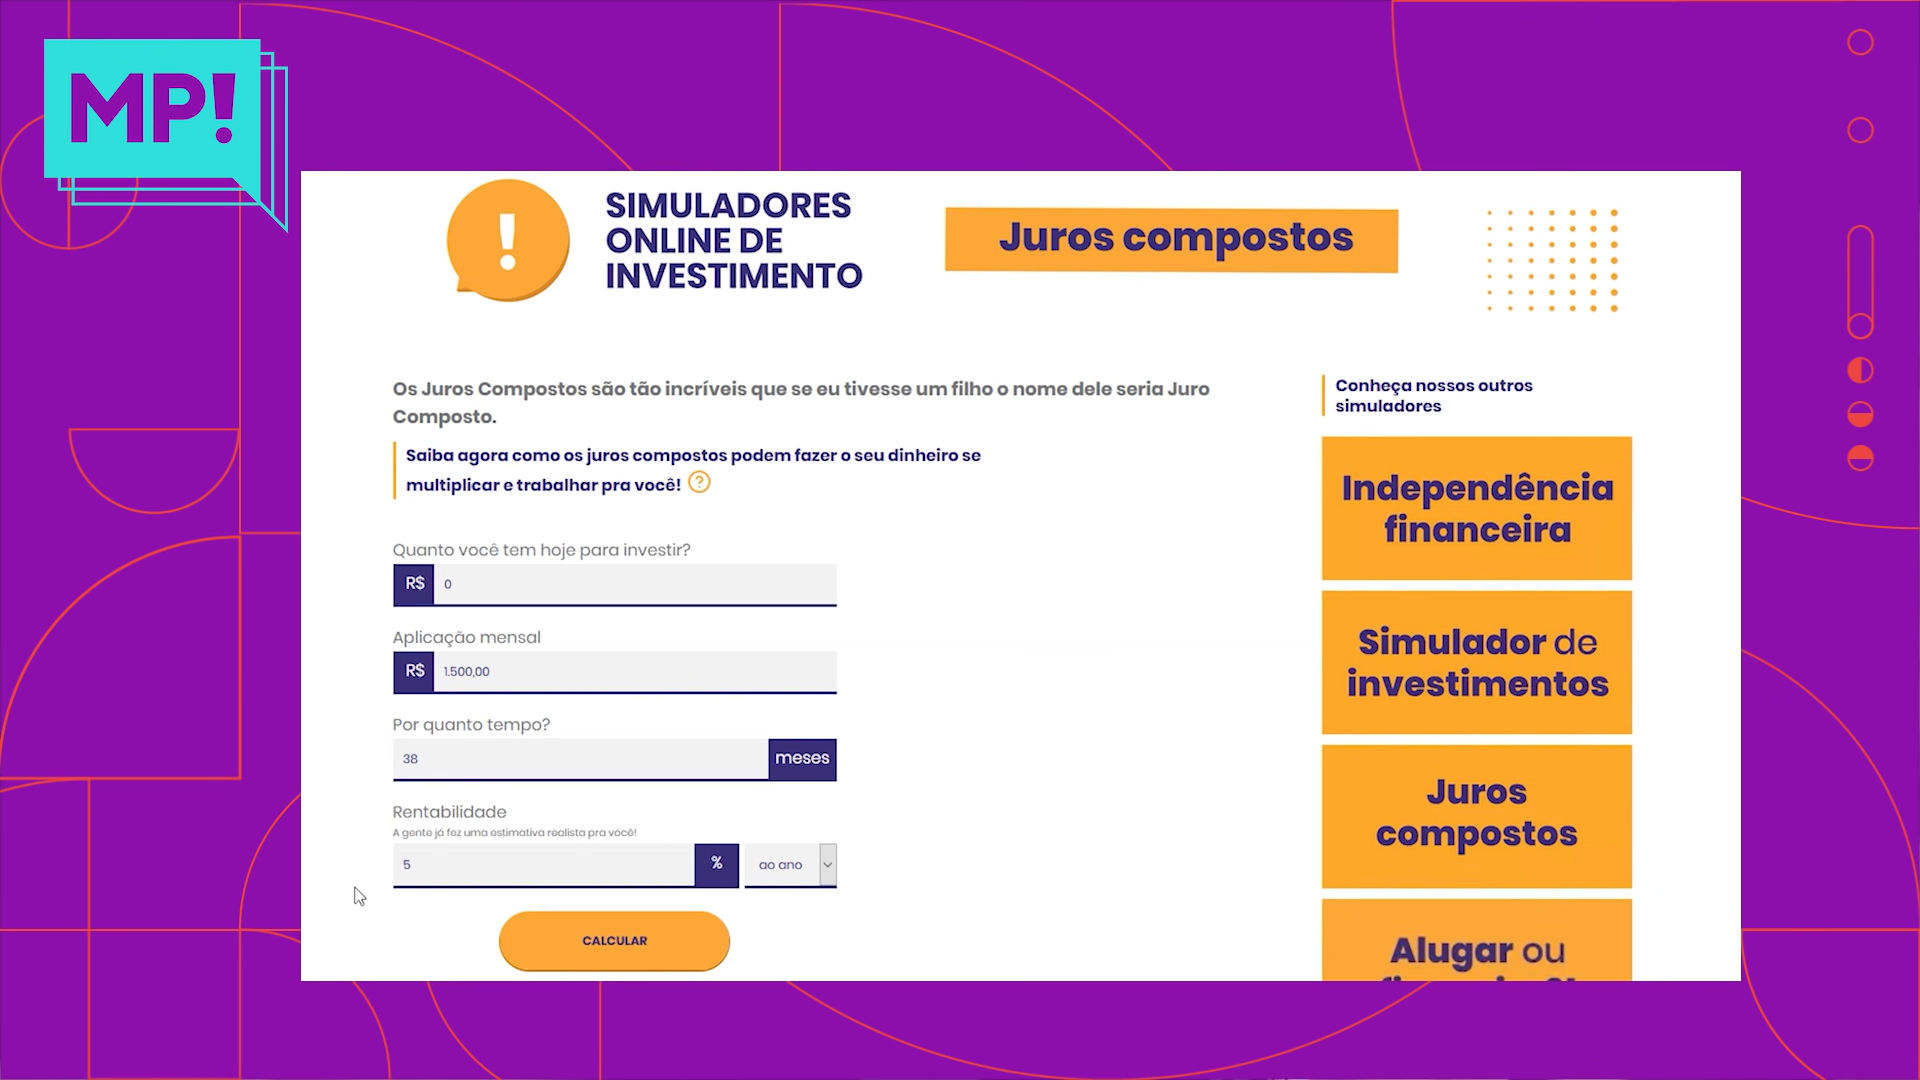 MP!
!
SIMULADORES
ONLINE DE
INVESTIMENTO
Juros compostos
Os Juros Compostos são tão incríveis que se eu tivesse um filho o nome dele seria Juro
Composto.
Saiba agora como os juros compostos podem fazer o seu dinheiro se
multiplicar e trabalhar pra você! ?
Quanto você tem hoje para investir?
R$ 0
Aplicação mensal
R$ 1.500,00
Por quanto tempo?
38 meses
Rentabilidade
A gente já fez uma estimativa realista pra você!
5 % ao ano
CALCULAR
Conheça nossos outros
simuladores
Independência
financeira
Simulador de
investimentos
Juros
compostos
Alugar ou